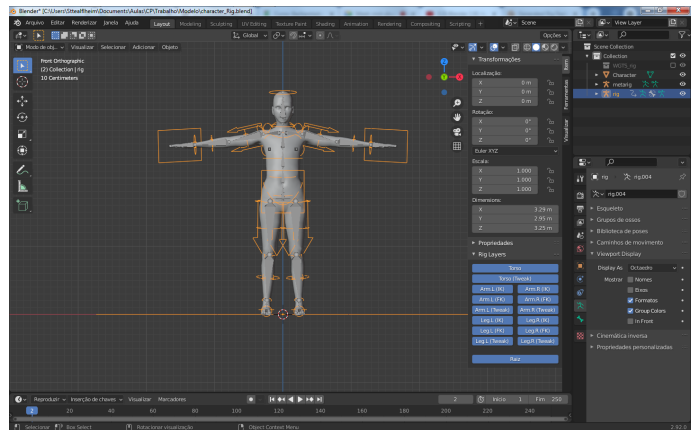 Blender* [C:\Users\Stealfheim\Documents\Aulas\CP\Trabalho\Modelo\character_Rig.blend]
Arquivo Editar Renderizar Janela Ajuda Layout Modeling Sculpting UV Editing Texture Paint Shading Animation Rendering Compositing Scripting + Scene View Layer
Global Opções
Modo de obj... Visualizar Selecionar Adicionar Objeto
Front Orthographic
(2) Collection | rig
10 Centimeters
Transformações
Localização:
X 0 m
Y 0 m
Z 0 m
Rotação:
X 0°
Y 0°
Z 0°
Euler XYZ
Escala:
X 1.000
Y 1.000
Z 1.000
Dimensions:
X 3.29 m
Y 2.95 m
Z 3.25 m
Propriedades
Rig Layers
Torso
Torso (Tweak)
Arm.L (IK) Arm.R (IK)
Arm.L (FK) Arm.R (FK)
Arm.L (Tweak) Arm.R (Tweak)
Leg.L (IK) Leg.R (IK)
Leg.L (FK) Leg.R (FK)
Leg.L (Tweak) Leg.R (Tweak)
Raiz
Item
Ferramentas
Visualizar
Scene Collection
Collection
WGTS_rig
Character
metarig
rig
rig rig.004
rig.004
Esqueleto
Grupos de ossos
Biblioteca de poses
Caminhos de movimento
Viewport Display
Display As Octaedro
Mostrar Nomes
Eixos
Formatos
Group Colors
In Front
Cinemática Inversa
Propriedades personalizadas
Reproduzir Inserção de chaves Visualizar Marcadores 2 Início 1 Fim 250
2 20 40 60 80 100 120 140 160 180 200 220 240
Selecionar Box Select Rotacionar visualização Object Context Menu 2.92.0